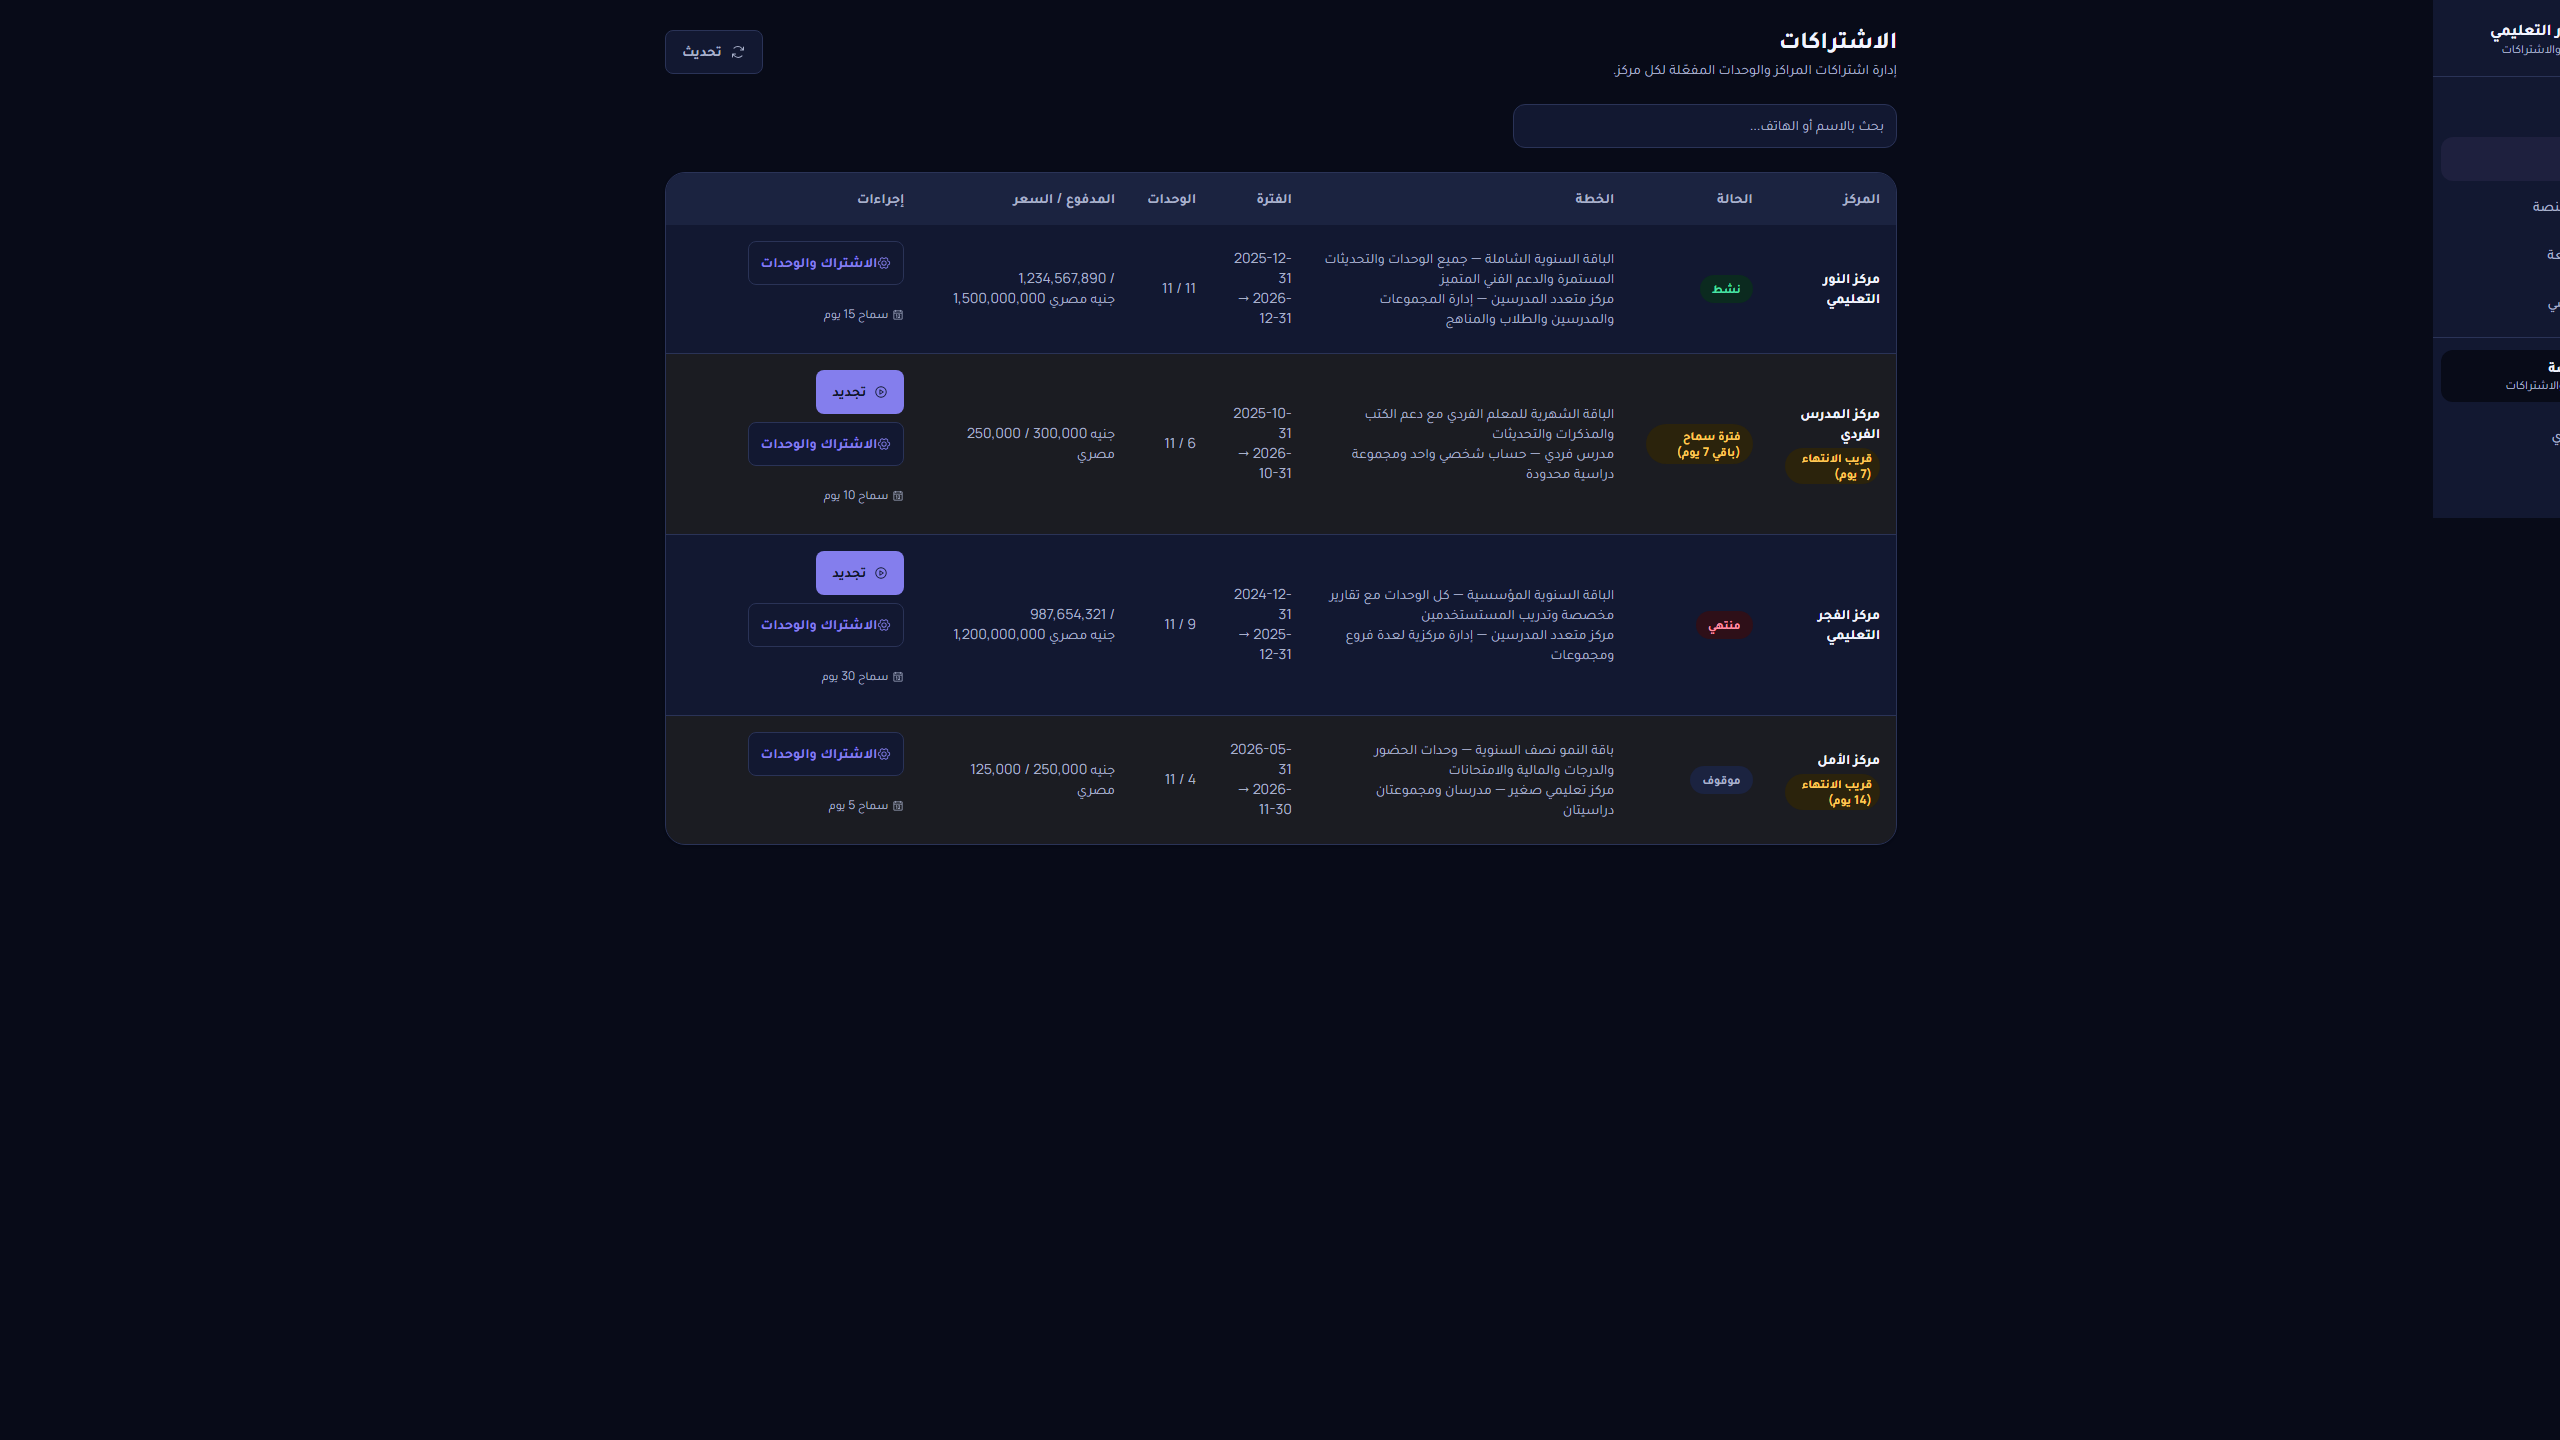 الاشتراكات
إدارة اشتراكات المراكز والوحدات المفعّلة لكل مركز.
تحديث
بحث بالاسم أو الهاتف...
المركز
الحالة
الخطة
الفترة
الوحدات
المدفوع / السعر
إجراءات
مركز النور
التعليمي
نشط
الباقة السنوية الشاملة — جميع الوحدات والتحديثات
المستمرة والدعم الفني المتميز
مركز متعدد المدرسين — إدارة المجموعات
والمدرسين والطلاب والمناهج
2025-12-
31
→ 2026-
12-31
11 / 11
1,234,567,890 /
1,500,000,000 جنيه مصري
الاشتراك والوحدات
سماح 15 يوم
مركز المدرس
الفردي
قريب الانتهاء
(7 يوم)
فترة سماح
(باقي 7 يوم)
الباقة الشهرية للمعلم الفردي مع دعم الكتب
والمذكرات والتحديثات
مدرس فردي — حساب شخصي واحد ومجموعة
دراسية محدودة
2025-10-
31
→ 2026-
10-31
11 / 6
250,000 / 300,000 جنيه
مصري
تجديد
الاشتراك والوحدات
سماح 10 يوم
مركز الفجر
التعليمي
منتهي
الباقة السنوية المؤسسية — كل الوحدات مع تقارير
مخصصة وتدريب المستستخدمين
مركز متعدد المدرسين — إدارة مركزية لعدة فروع
ومجموعات
2024-12-
31
→ 2025-
12-31
11 / 9
987,654,321 /
1,200,000,000 جنيه مصري
تجديد
الاشتراك والوحدات
سماح 30 يوم
مركز الأمل
قريب الانتهاء
(14 يوم)
موقوف
باقة النمو نصف السنوية — وحدات الحضور
والدرجات والمالية والامتحانات
مركز تعليمي صغير — مدرسان ومجموعتان
دراسيتان
2026-05-
31
→ 2026-
11-30
11 / 4
125,000 / 250,000 جنيه
مصري
الاشتراك والوحدات
سماح 5 يوم
التعليمي
والاشتراكات